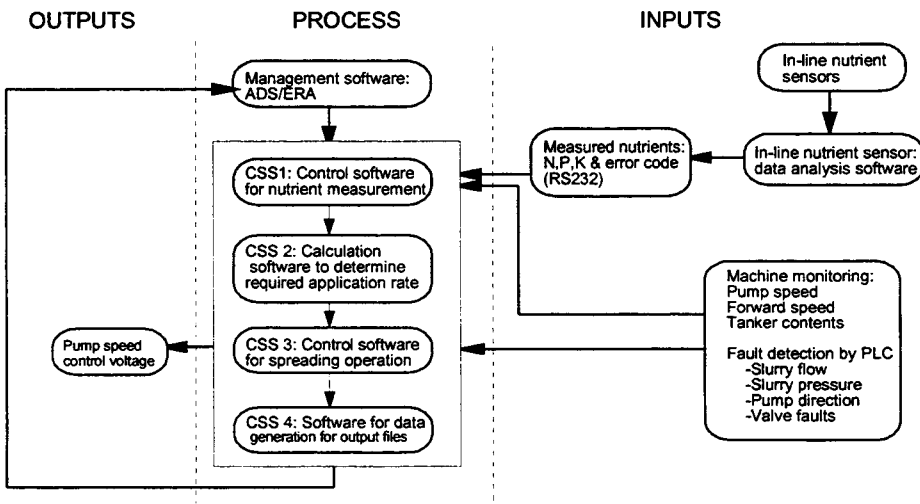 OUTPUTS
PROCESS
INPUTS
Management software:
ADS/ERA
CSS1: Control software
for nutrient measurement
CSS 2: Calculation
software to determine
required application rate
CSS 3: Control software
for spreading operation
CSS 4: Software for data
generation for output files
Pump speed
control voltage
In-line nutrient
sensors
In-line nutrient sensor:
data analysis software
Measured nutrients:
N,P,K & error code
(RS232)
Machine monitoring:
Pump speed
Forward speed
Tanker contents
Fault detection by PLC
-Slurry flow
-Slurry pressure
-Pump direction
-Valve faults